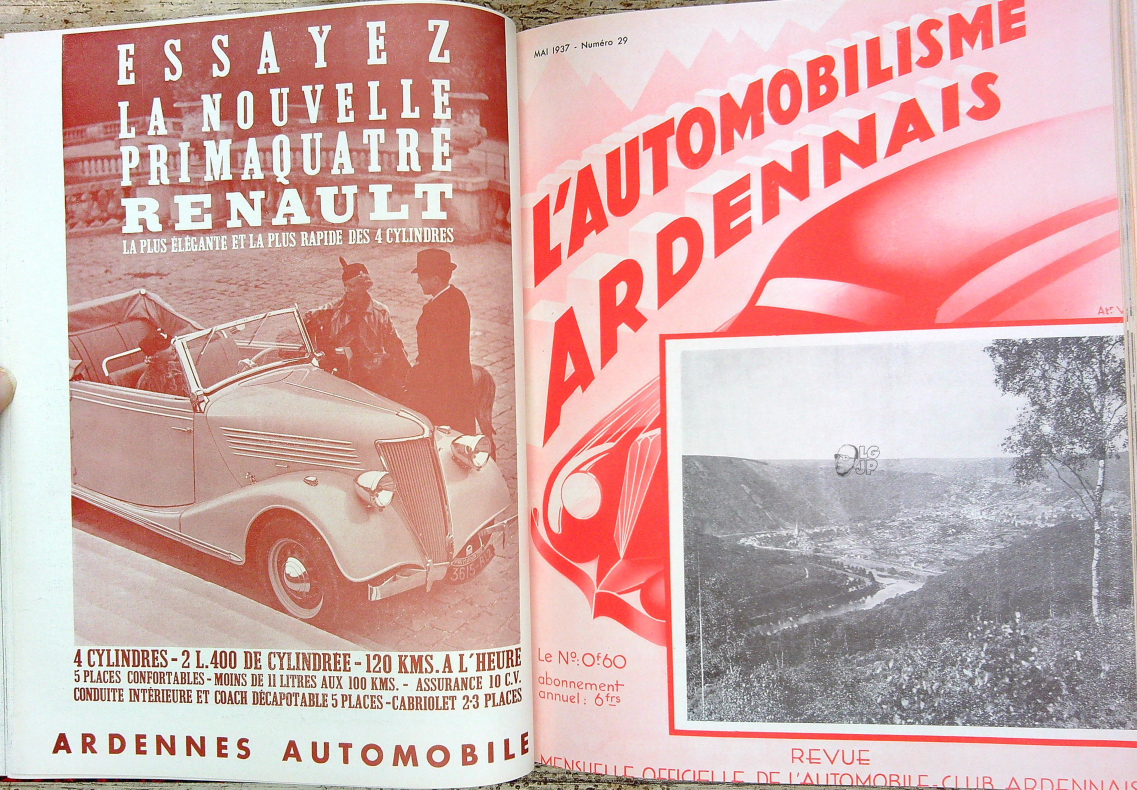 ESSAYEZ
LA NOUVELLE
PRIMAQUATRE
RENAULT
LA PLUS ÉLÉGANTE ET LA PLUS RAPIDE DES 4 CYLINDRES
4 CYLINDRES - 2 L. 400 DE CYLINDRÉE - 120 KMS. A L'HEURE
5 PLACES CONFORTABLES - MOINS DE 11 LITRES AUX 100 KMS. - ASSURANCE 10 C.V.
CONDUITE INTÉRIEURE ET COACH DÉCAPOTABLE 5 PLACES - CABRIOLET 2-3 PLACES
ARDENNES AUTOMOBILE
MAI 1937 - Numéro 29
L'AUTOMOBILISME
ARDENNAIS
LG
JP
Le No: 0f60
abonnement
annuel: 6frs
REVUE
MENSUELLE OFFICIELLE DE L'AUTOMOBILE-CLUB ARDENNAIS